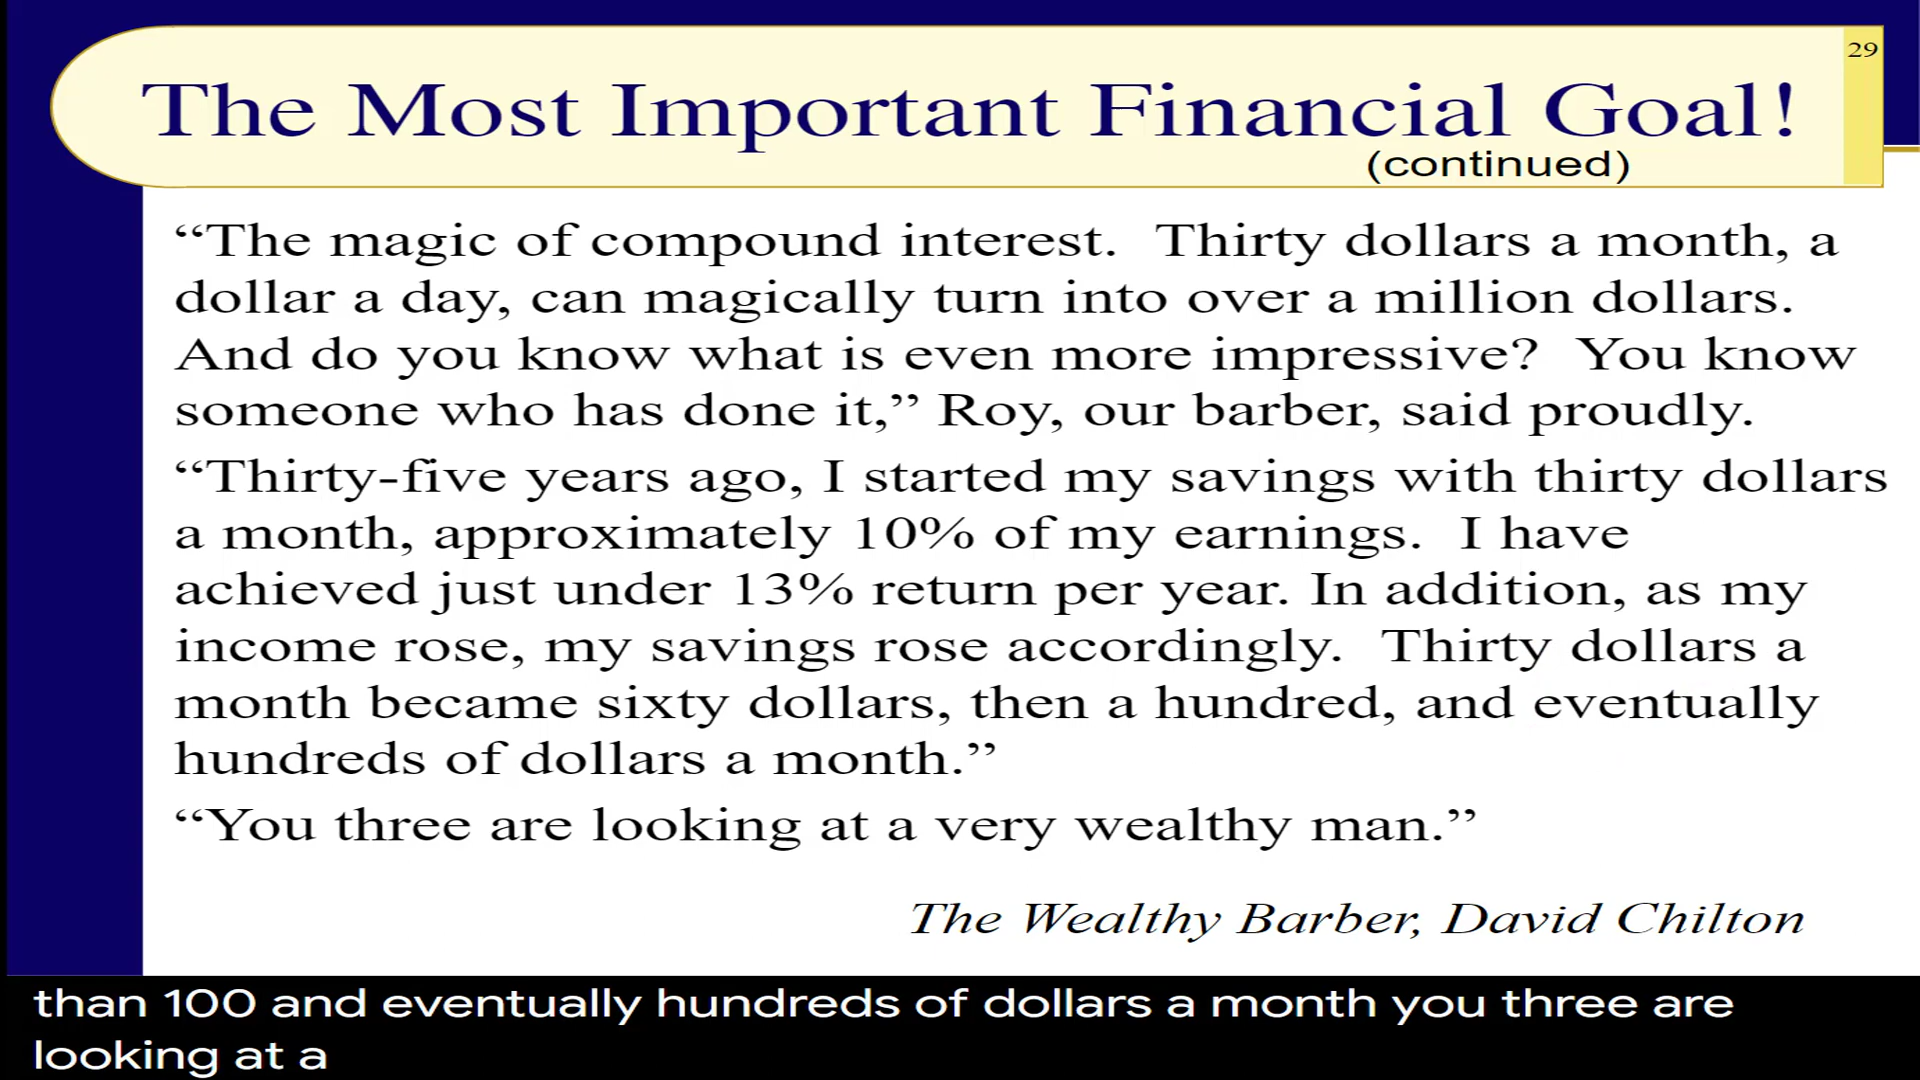 29
The Most Important Financial Goal!
(continued)
“The magic of compound interest.  Thirty dollars a month, a
dollar a day, can magically turn into over a million dollars.
And do you know what is even more impressive?  You know
someone who has done it,” Roy, our barber, said proudly.
“Thirty-five years ago, I started my savings with thirty dollars
a month, approximately 10% of my earnings.  I have
achieved just under 13% return per year. In addition, as my
income rose, my savings rose accordingly.  Thirty dollars a
month became sixty dollars, then a hundred, and eventually
hundreds of dollars a month.”
“You three are looking at a very wealthy man.”
The Wealthy Barber, David Chilton
than 100 and eventually hundreds of dollars a month you three are
looking at a